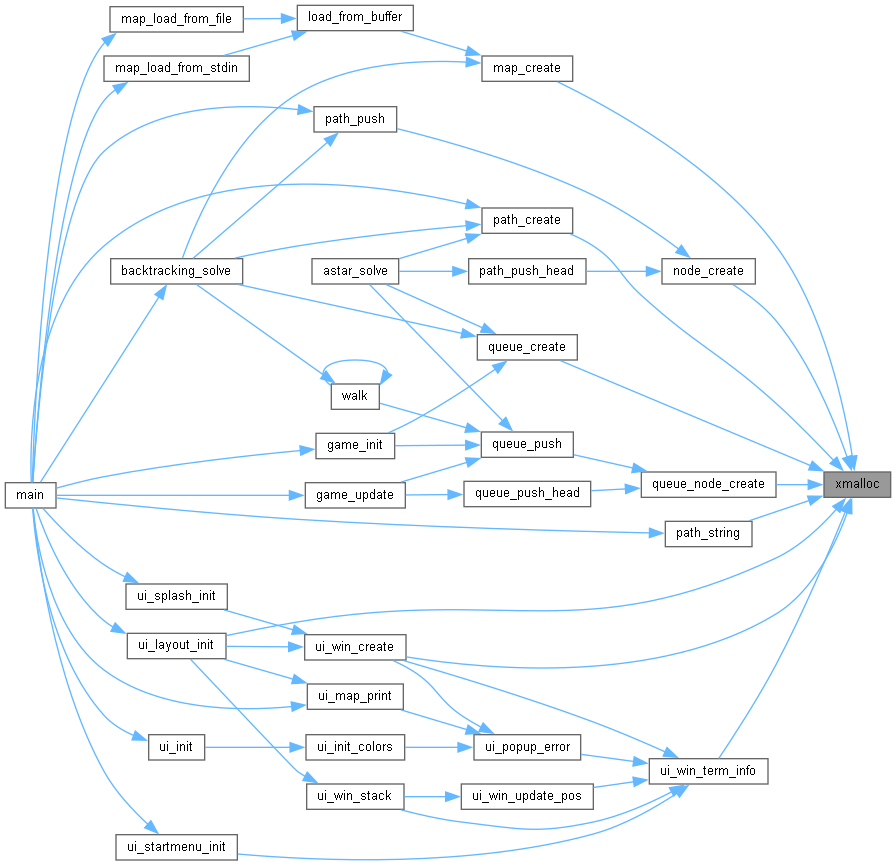 map_load_from_file
load_from_buffer
map_load_from_stdin
map_create
path_push
path_create
backtracking_solve
astar_solve
path_push_head
node_create
queue_create
walk
game_init
queue_push
main
game_update
queue_push_head
queue_node_create
xmalloc
path_string
ui_splash_init
ui_layout_init
ui_win_create
ui_map_print
ui_init
ui_init_colors
ui_popup_error
ui_win_term_info
ui_win_stack
ui_win_update_pos
ui_startmenu_init